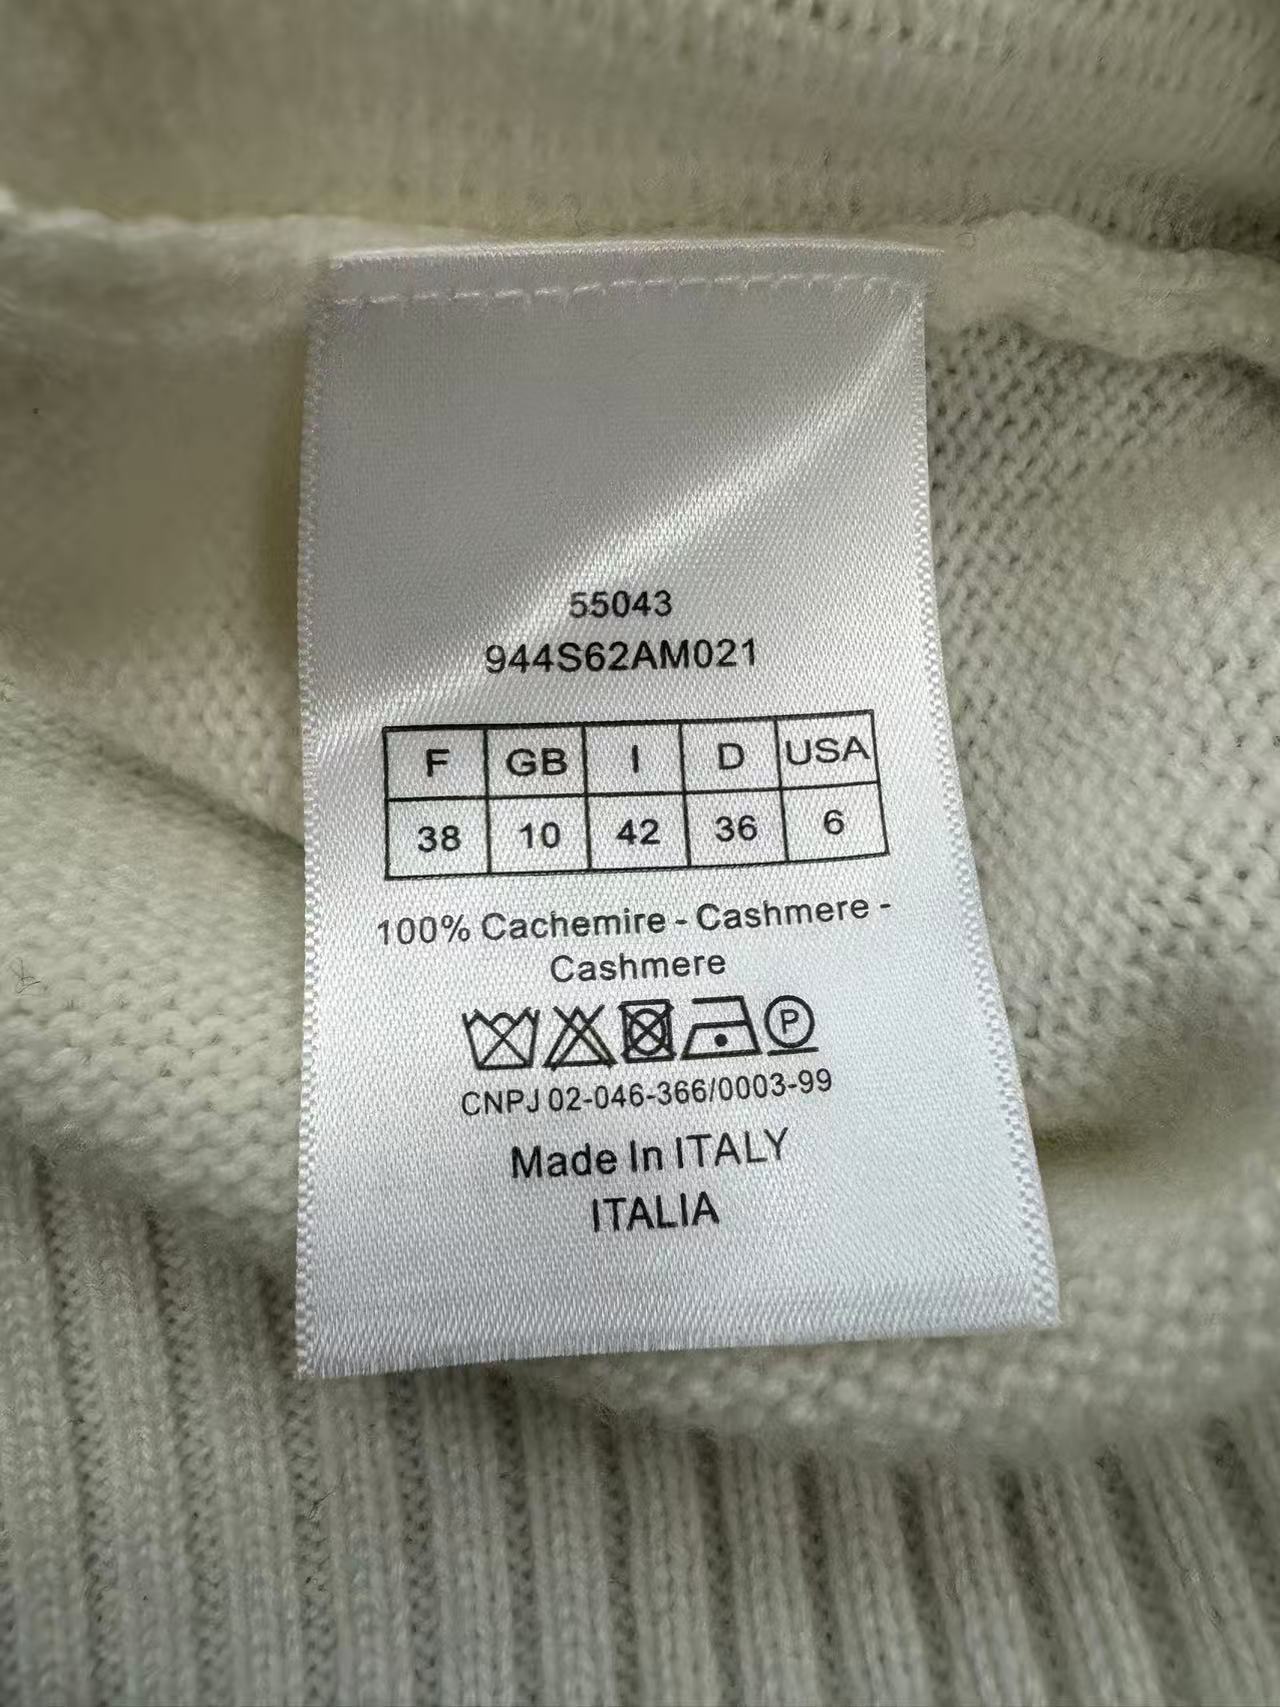 55043
944S62AM021
F GB I D USA
38 10 42 36 6
100% Cachemire - Cashmere -
Cashmere
P
CNPJ 02-046-366/0003-99
Made In ITALY
ITALIA